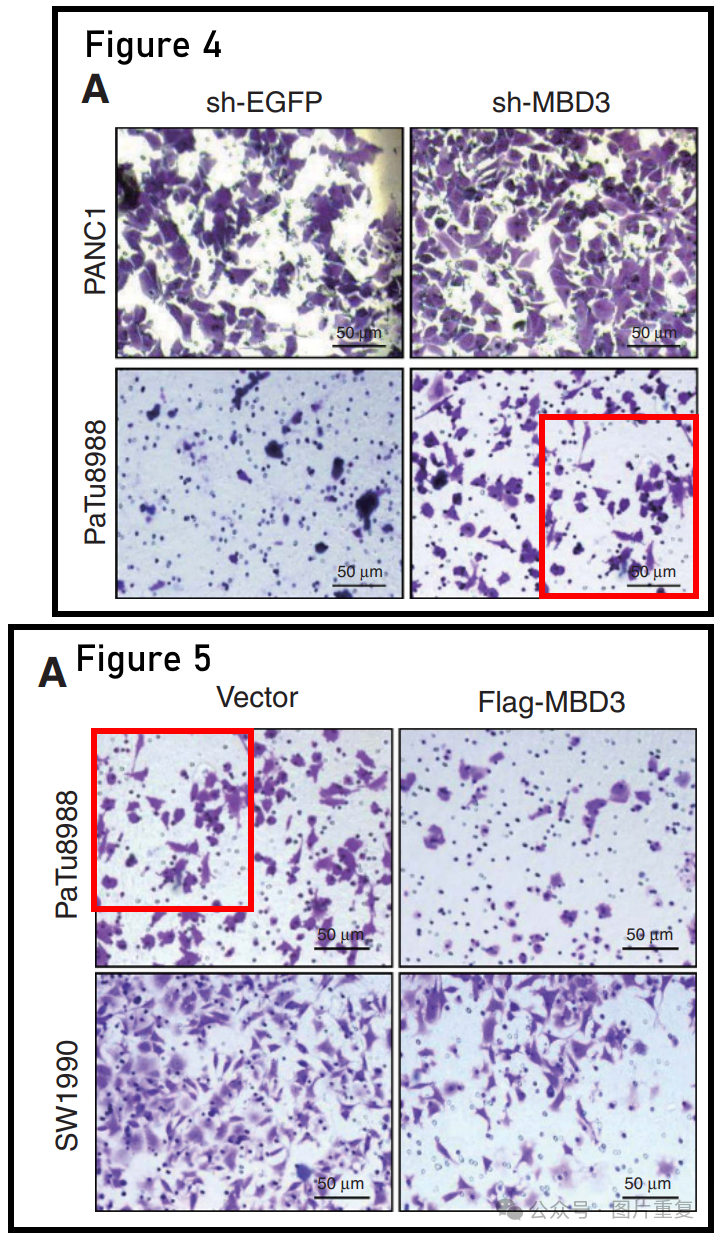 Figure 4
A
sh-EGFP sh-MBD3
PANC1
50 µm 50 µm
PaTu8988
50 µm 50 µm
A Figure 5
Vector Flag-MBD3
PaTu8988
50 µm 50 µm
SW1990
50 µm 50 µm
公众号 · 图片重复